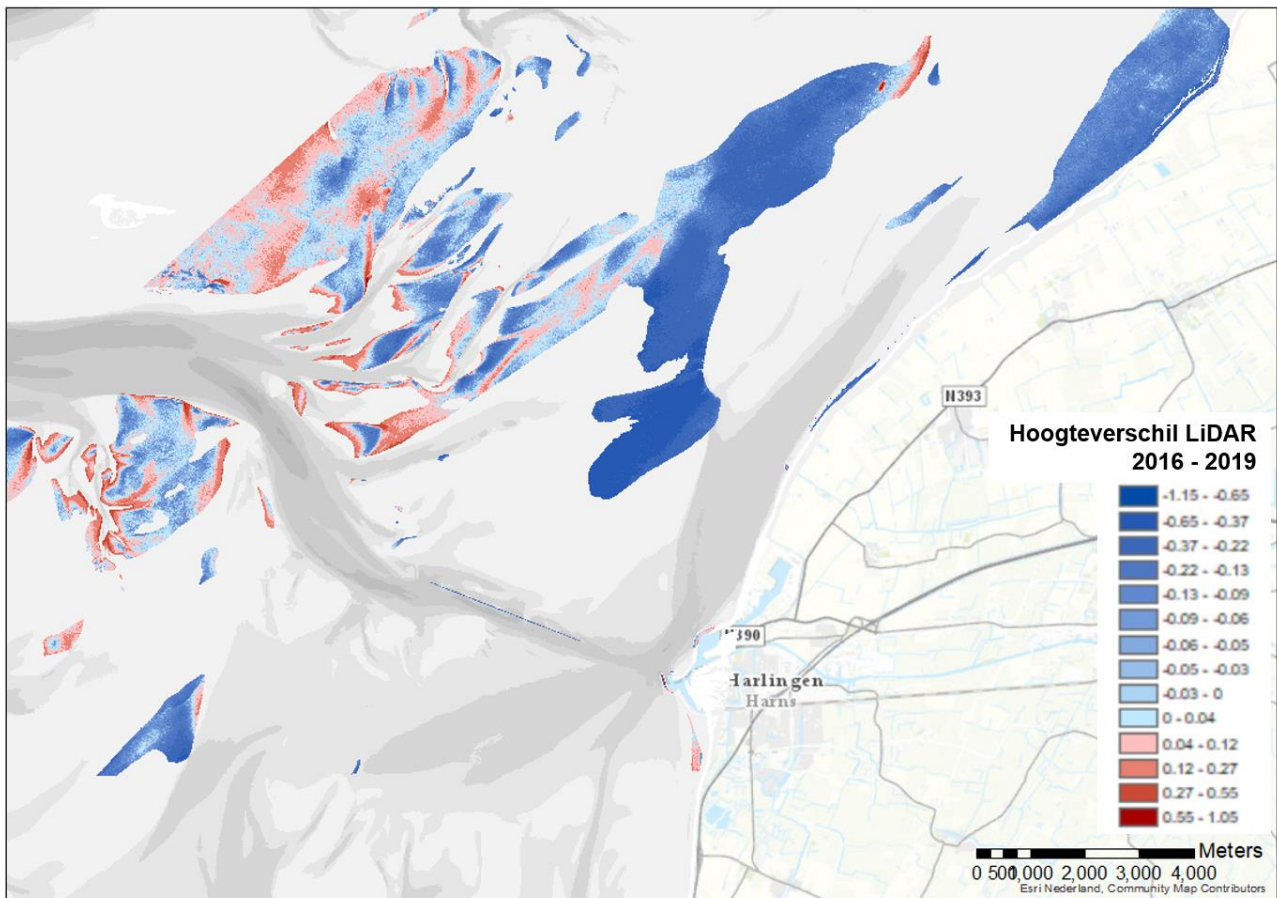 N393
Hoogteverschil LiDAR
2016 - 2019
-1.15 - -0.65
-0.65 - -0.37
-0.37 - -0.22
-0.22 - -0.13
-0.13 - -0.09
-0.09 - -0.06
-0.06 - -0.05
-0.05 - -0.03
-0.03 - 0
0 - 0.04
0.04 - 0.12
0.12 - 0.27
0.27 - 0.55
0.55 - 1.05
N390
Harlingen
Harns
Meters
0 500 1,000 2,000 3,000 4,000
Esri Nederland, Community Map Contributors